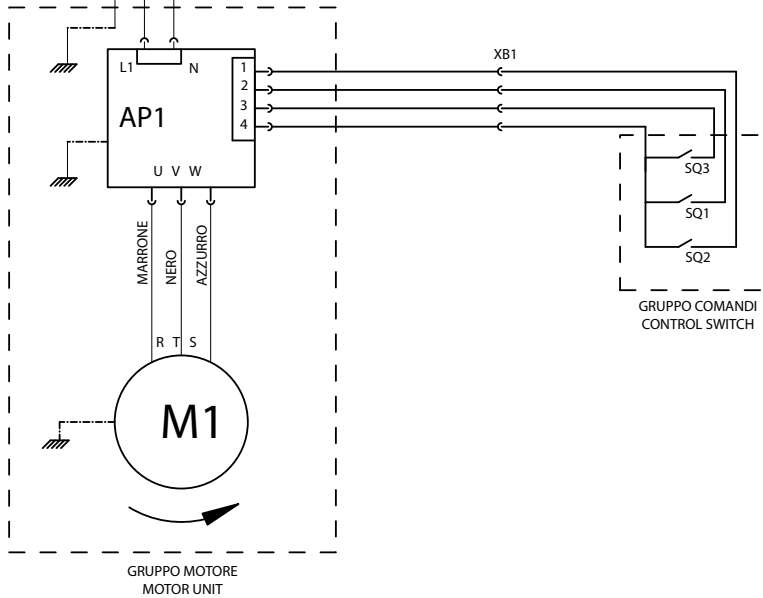 XB1
L1
N
1
2
3
4
AP1
U V W
SQ3
SQ1
SQ2
MARRONE
NERO
AZZURRO
GRUPPO COMANDI
CONTROL SWITCH
R T S
M1
GRUPPO MOTORE
MOTOR UNIT